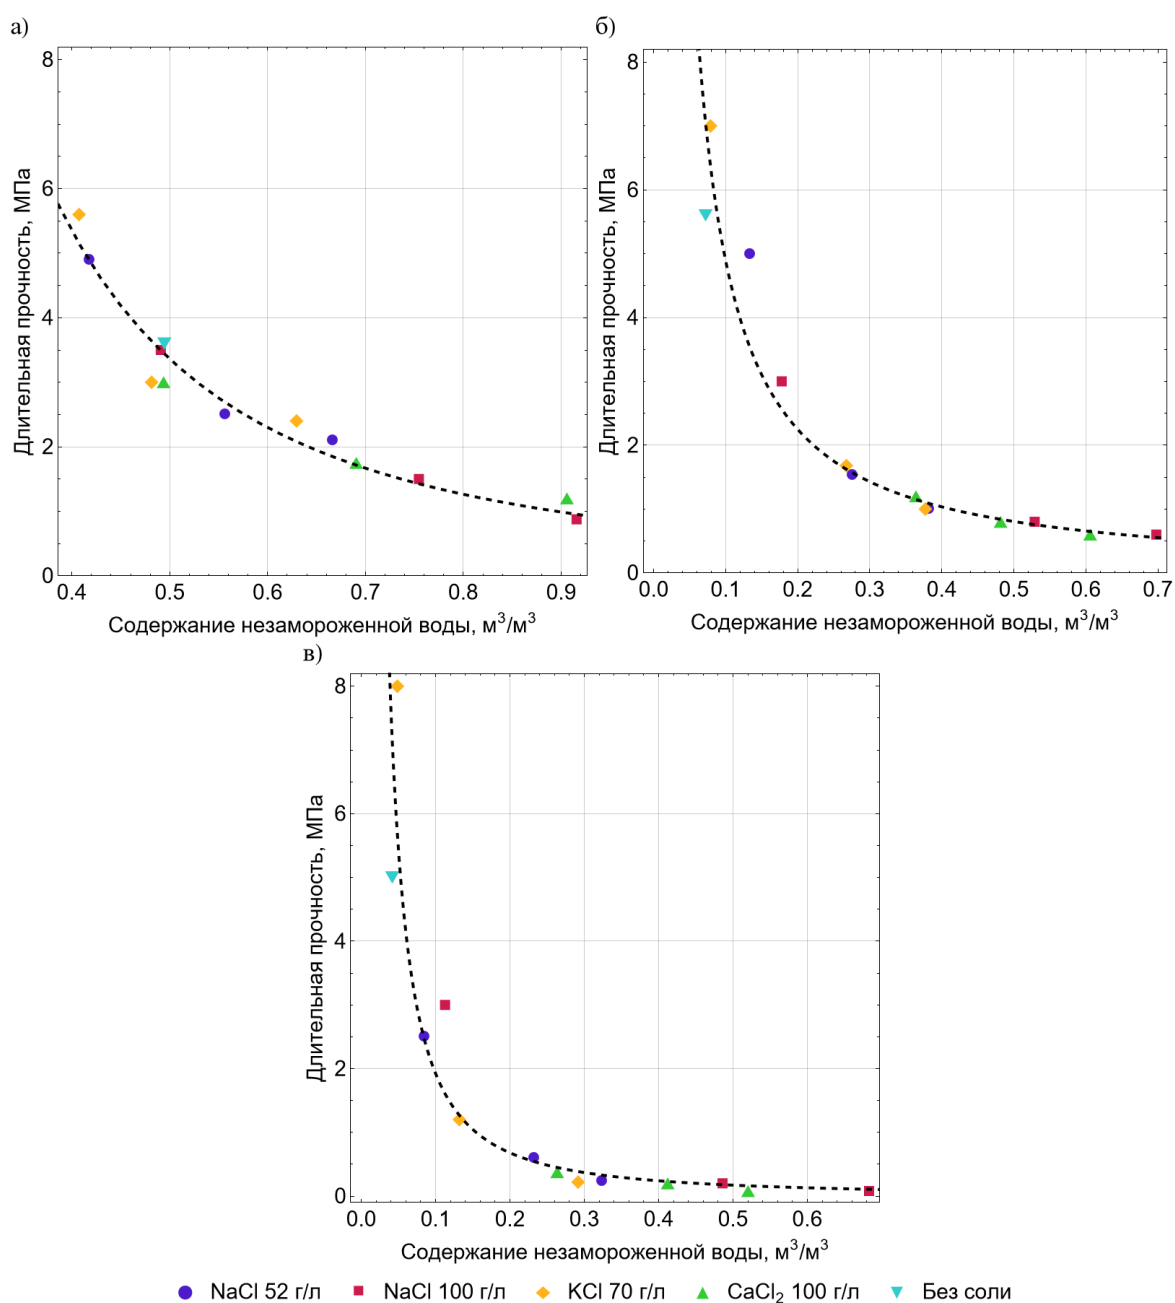 а)
8
6
4
2
0
Длительная прочность, МПа
0.4 0.5 0.6 0.7 0.8 0.9
Содержание незамороженной воды, м³/м³
б)
8
6
4
2
0
Длительная прочность, МПа
0.0 0.1 0.2 0.3 0.4 0.5 0.6 0.7
Содержание незамороженной воды, м³/м³
в)
8
6
4
2
0
Длительная прочность, МПа
0.0 0.1 0.2 0.3 0.4 0.5 0.6
Содержание незамороженной воды, м³/м³
NaCl 52 г/л NaCl 100 г/л KCl 70 г/л CaCl₂ 100 г/л Без соли